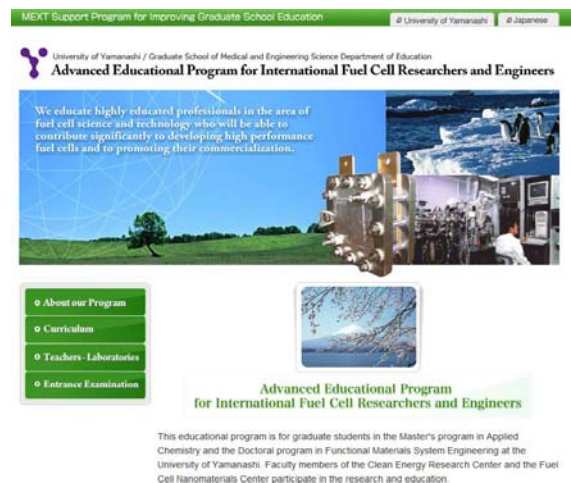 MEXT Support Program for Improving Graduate School Education
University of Yamanashi
Japanese
University of Yamanashi / Graduate School of Medical and Engineering Science Department of Education
Advanced Educational Program for International Fuel Cell Researchers and Engineers
We educate highly educated professionals in the area of
fuel cell science and technology who will be able to
contribute significantly to developing high performance
fuel cells and to promoting their commercialization.
About our Program
Curriculum
Teachers - Laboratories
Entrance Examination
Advanced Educational Program
for International Fuel Cell Researchers and Engineers
This educational program is for graduate students in the Master's program in Applied
Chemistry and the Doctoral program in Functional Materials System Engineering at the
University of Yamanashi. Faculty members of the Clean Energy Research Center and the Fuel
Cell Nanomaterials Center participate in the research and education.